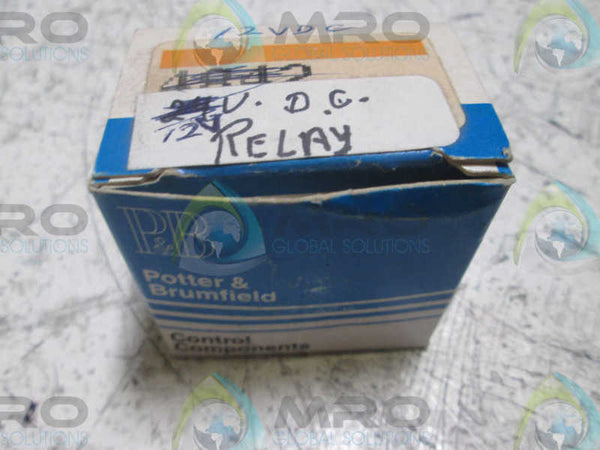 12VDC
V. D.C.
12V
RELAY
P&B
Potter &
Brumfield
Control
Components
MRO
GLOBAL SOLUTIONS